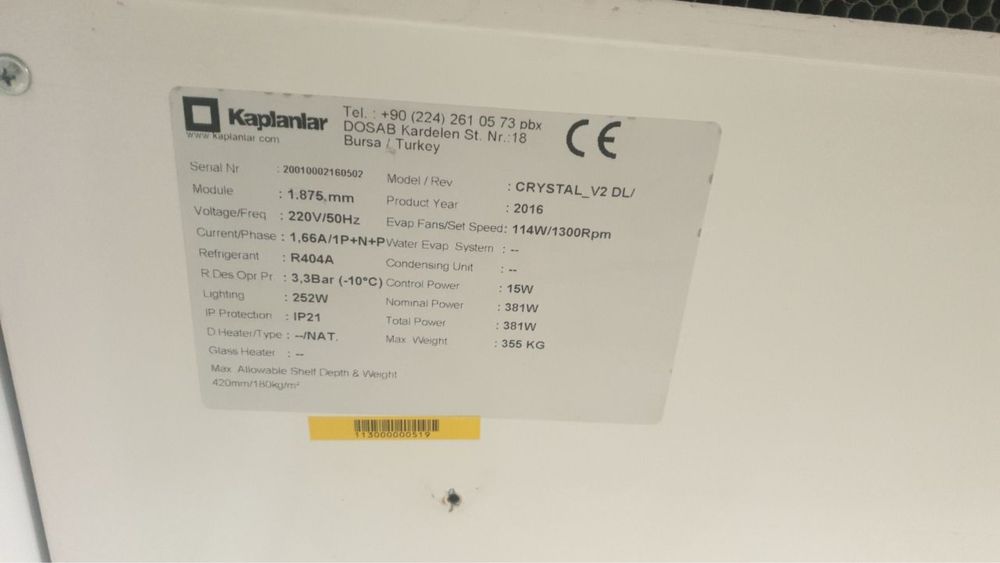 Kaplanlar
www.kaplanlar.com
Tel. : +90 (224) 261 05 73 pbx
DOSAB Kardelen St. Nr.:18
Bursa / Turkey
CE
Serial Nr : 20010002160502
Module : 1.875 mm
Voltage/Freq : 220V/50Hz
Current/Phase : 1,66A/1P+N+P
Refrigerant : R404A
R.Des Opr Pr : 3,3Bar (-10°C)
Lighting : 252W
IP Protection : IP21
D.Heater/Type : --/NAT.
Glass Heater : --
Max. Allowable Shelf Depth & Weight
420mm/180kg/m²
Model / Rev : CRYSTAL_V2 DL/
Product Year : 2016
Evap Fans/Set Speed: 114W/1300Rpm
Water Evap. System : --
Condensing Unit : --
Control Power : 15W
Nominal Power : 381W
Total Power : 381W
Max. Weight : 355 KG
113000000519